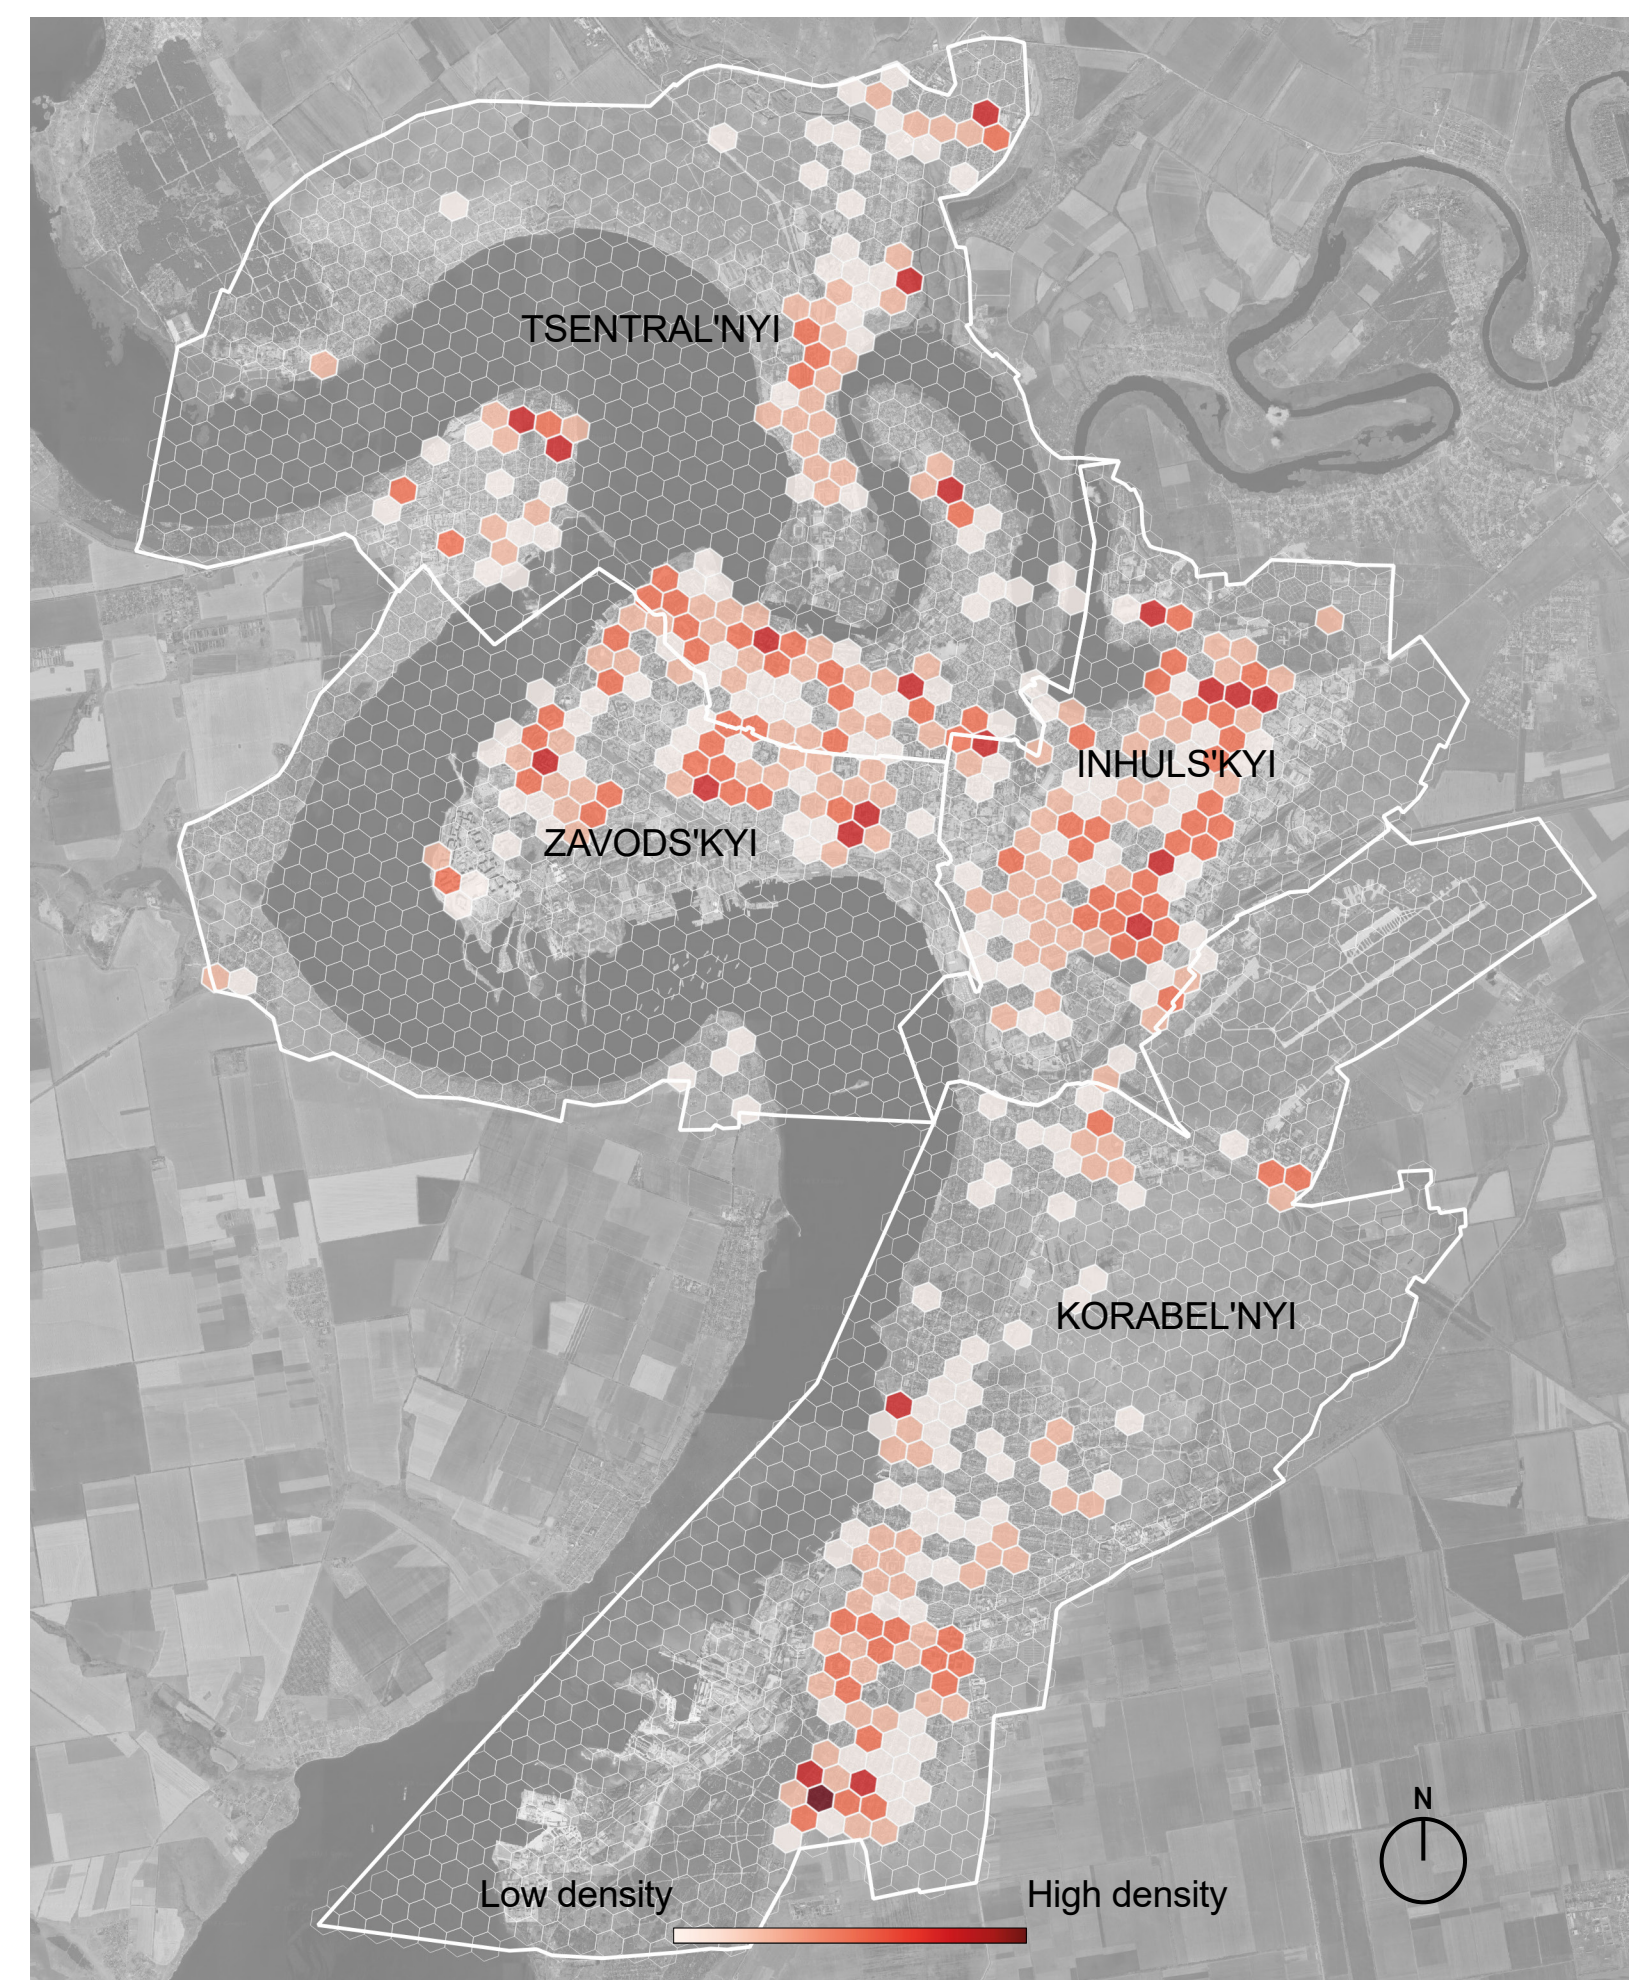 TSENTRAL'NYI
INHULS'KYI
ZAVODS'KYI
KORABEL'NYI
N
Low density
High density